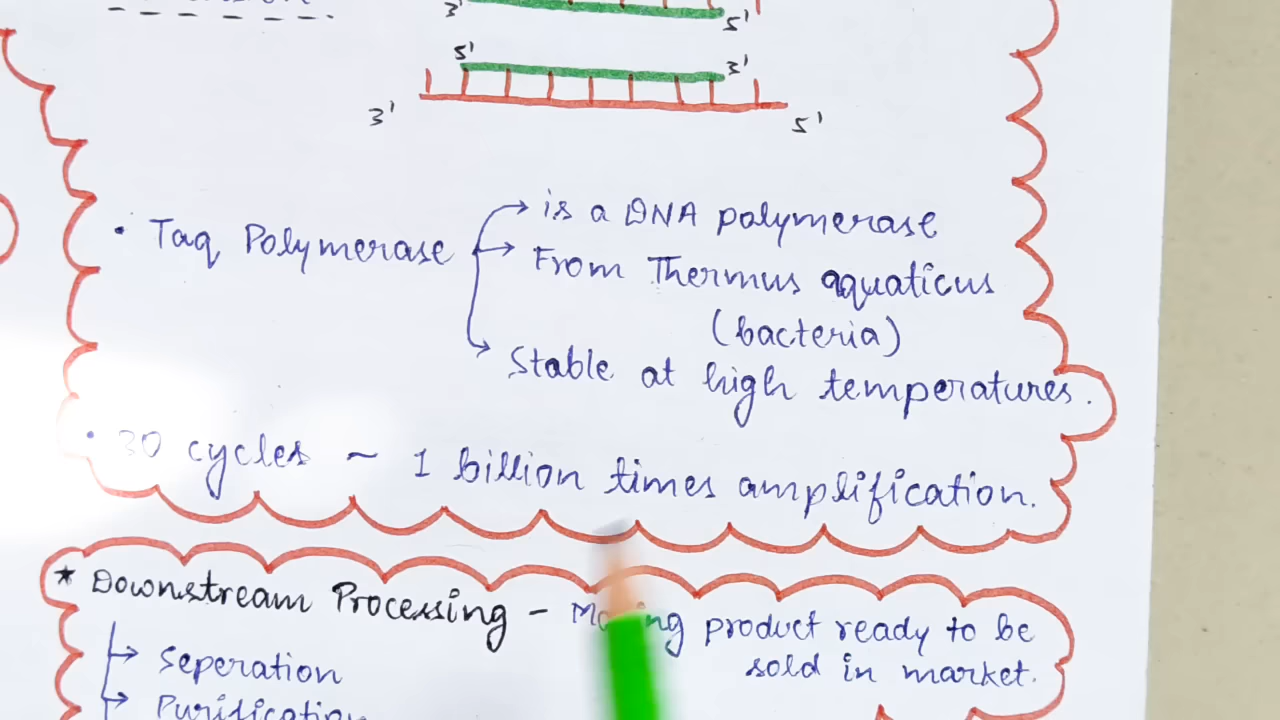 3' 5'
5' 3'
3' 5'
• Taq Polymerase → is a DNA polymerase
→ From Thermus aquaticus
(bacteria)
→ Stable at high temperatures.
• 30 cycles ~ 1 billion times amplification.
★ Downstream Processing - product ready to be
sold in market.
→ Seperation
→ Purification